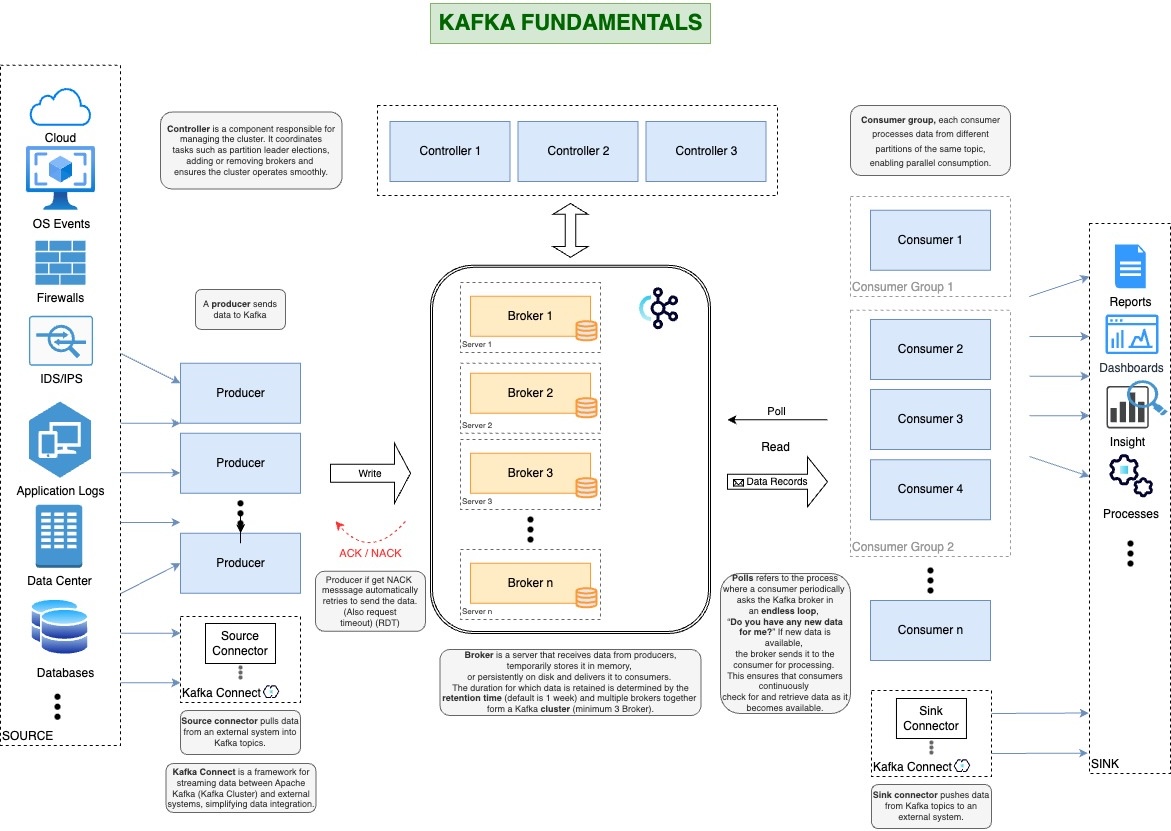 KAFKA FUNDAMENTALS
Cloud
OS Events
Firewalls
IDS/IPS
Application Logs
Data Center
Databases
SOURCE
Controller is a component responsible for
managing the cluster. It coordinates
tasks such as partition leader elections,
adding or removing brokers and
ensures the cluster operates smoothly.
A producer sends
data to Kafka
Producer
Producer
Producer
Source
Connector
Kafka Connect
Source connector pulls data
from an external system into
Kafka topics.
Kafka Connect is a framework for
streaming data between Apache
Kafka (Kafka Cluster) and external
systems, simplifying data integration.
Write
ACK / NACK
Producer if get NACK
messsage automatically
retries to send the data.
(Also request
timeout) (RDT)
Controller 1
Controller 2
Controller 3
Broker 1
Server 1
Broker 2
Server 2
Broker 3
Server 3
Broker n
Server n
Broker is a server that receives data from producers,
temporarily stores it in memory,
or persistently on disk and delivers it to consumers.
The duration for which data is retained is determined by the
retention time (default is 1 week) and multiple brokers together
form a Kafka cluster (minimum 3 Broker).
Poll
Read
Data Records
Polls refers to the process
where a consumer periodically
asks the Kafka broker in
an endless loop,
"Do you have any new data
for me?" If new data is
available,
the broker sends it to the
consumer for processing.
This ensures that consumers
continuously
check for and retrieve data as it
becomes available.
Consumer group, each consumer
processes data from different
partitions of the same topic,
enabling parallel consumption.
Consumer 1
Consumer Group 1
Consumer 2
Consumer 3
Consumer 4
Consumer Group 2
Consumer n
Sink
Connector
Kafka Connect
Sink connector pushes data
from Kafka topics to an
external system.
Reports
Dashboards
Insight
Processes
SINK